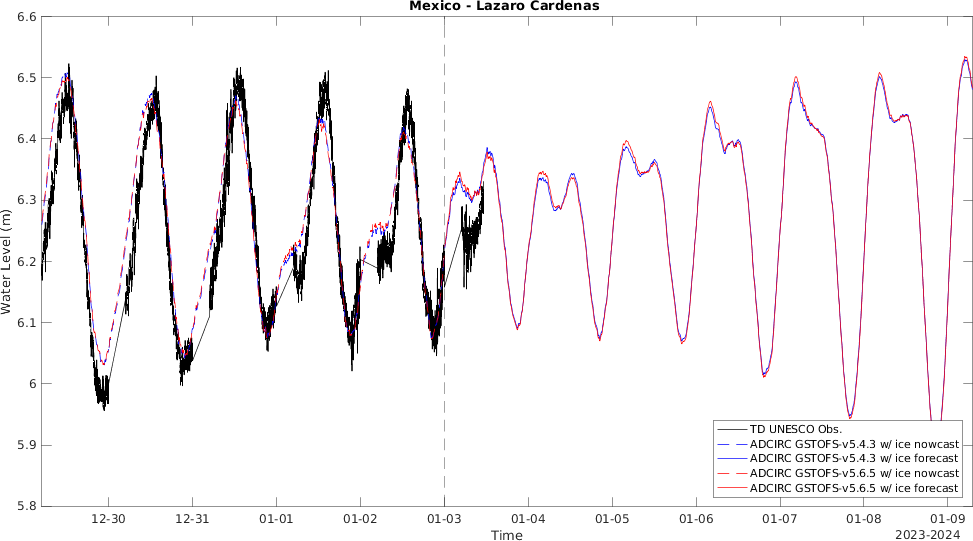 Mexico - Lazaro Cardenas
6.6
6.5
6.4
6.3
6.2
6.1
6
5.9
5.8
Water Level (m)
12-30
12-31
01-01
01-02
01-03
01-04
01-05
01-06
01-07
01-08
01-09
Time
2023-2024
TD UNESCO Obs.
ADCIRC GSTOFS-v5.4.3 w/ ice nowcast
ADCIRC GSTOFS-v5.4.3 w/ ice forecast
ADCIRC GSTOFS-v5.6.5 w/ ice nowcast
ADCIRC GSTOFS-v5.6.5 w/ ice forecast